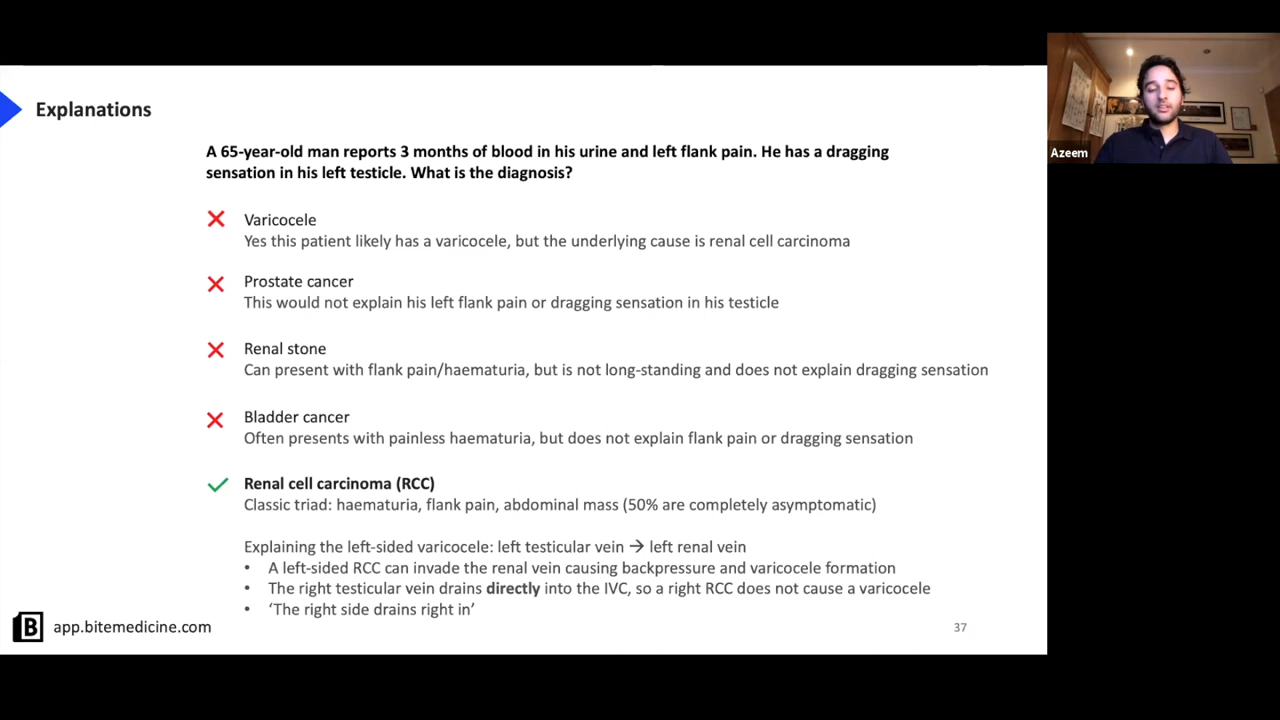 Explanations
Azeem
A 65-year-old man reports 3 months of blood in his urine and left flank pain. He has a dragging
sensation in his left testicle. What is the diagnosis?
Varicocele
Yes this patient likely has a varicocele, but the underlying cause is renal cell carcinoma
Prostate cancer
This would not explain his left flank pain or dragging sensation in his testicle
Renal stone
Can present with flank pain/haematuria, but is not long-standing and does not explain dragging sensation
Bladder cancer
Often presents with painless haematuria, but does not explain flank pain or dragging sensation
Renal cell carcinoma (RCC)
Classic triad: haematuria, flank pain, abdominal mass (50% are completely asymptomatic)
Explaining the left-sided varicocele: left testicular vein → left renal vein
• A left-sided RCC can invade the renal vein causing backpressure and varicocele formation
• The right testicular vein drains directly into the IVC, so a right RCC does not cause a varicocele
• ‘The right side drains right in’
B app.bitemedicine.com
37